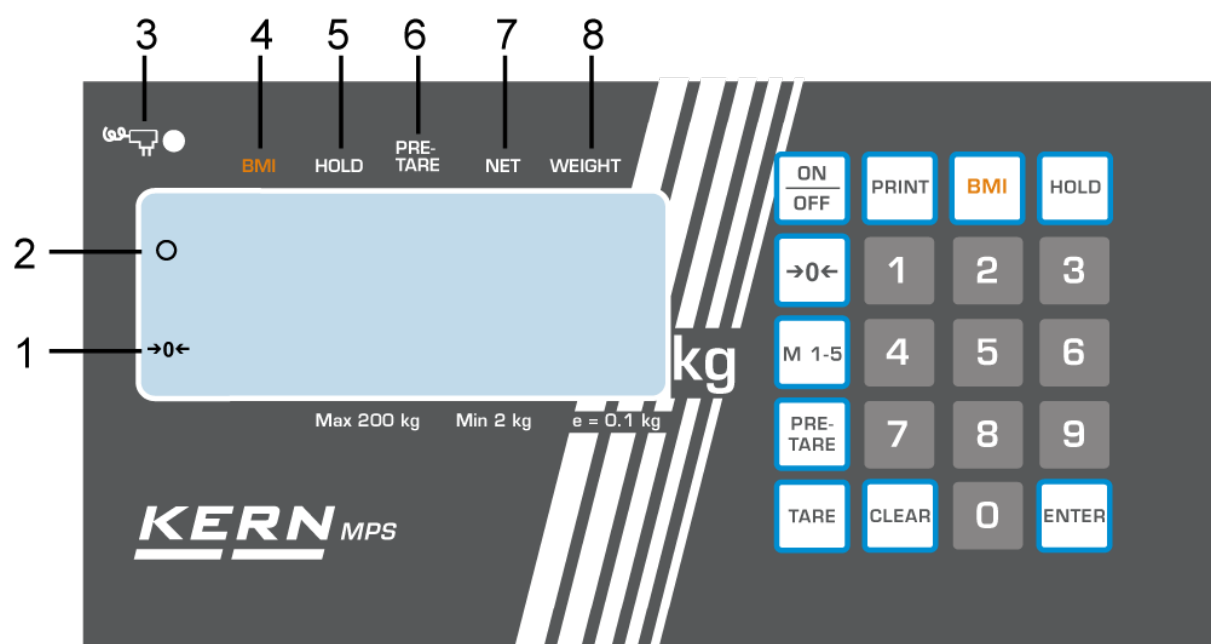 3 4 5 6 7 8
BMI HOLD PRE-TARE NET WEIGHT
2
1 →0← kg
Max 200 kg Min 2 kg e = 0.1 kg
KERN MPS
ON OFF PRINT BMI HOLD
→0← 1 2 3
M 1-5 4 5 6
PRE-TARE 7 8 9
TARE CLEAR 0 ENTER